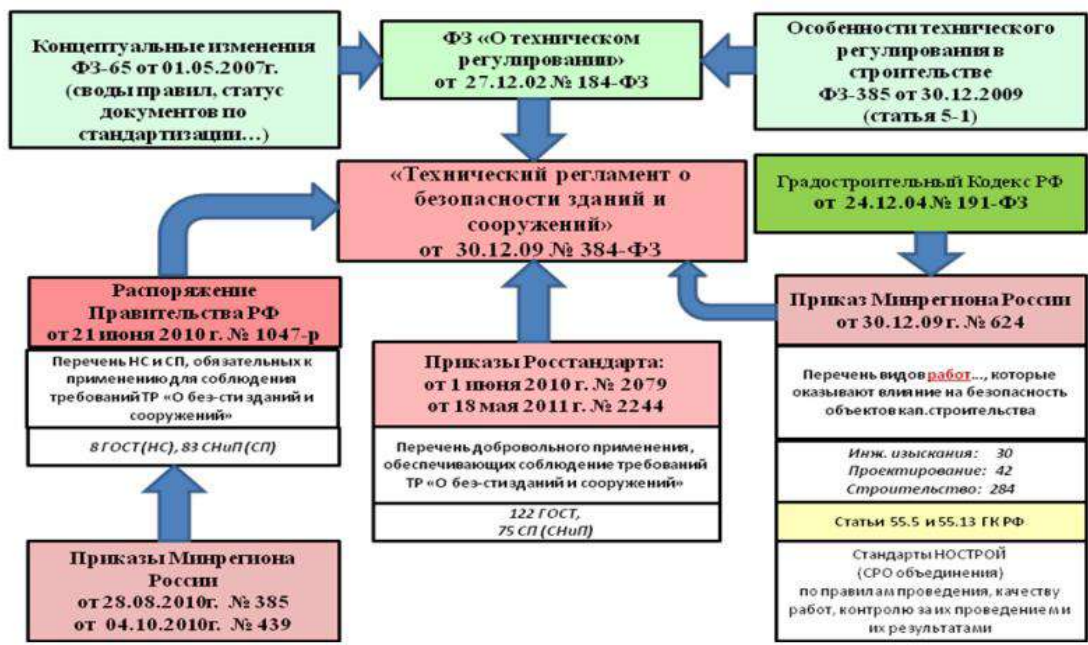 Концептуальные изменения
ФЗ-65 от 01.05.2007г.
(своды правил, статус
документов по
стандартизации…)
ФЗ «О техническом
регулировании»
от 27.12.02 № 184-ФЗ
Особенности технического
регулирования в
строительстве
ФЗ-385 от 30.12.2009
(статья 5-1)
«Технический регламент о
безопасности зданий и
сооружений»
от 30.12.09 № 384-ФЗ
Градостроительный Кодекс РФ
от 24.12.04 № 191-ФЗ
Распоряжение
Правительства РФ
от 21 июня 2010 г. № 1047-р
Перечень НС и СП, обязательных к
применению для соблюдения
требований ТР «О без-сти зданий и
сооружений»
8 ГОСТ (НС), 83 СНиП (СП)
Приказы Минрегиона
России
от 28.08.2010г. № 385
от 04.10.2010г. № 439
Приказы Росстандарта:
от 1 июня 2010 г. № 2079
от 18 мая 2011 г. № 2244
Перечень добровольного применения,
обеспечивающих соблюдение требований
ТР «О без-сти зданий и сооружений»
122 ГОСТ,
75 СП (СНиП)
Приказ Минрегиона России
от 30.12.09 г. № 624
Перечень видов работ…, которые
оказывают влияние на безопасность
объектов кап.строительства
Инж. изыскания: 30
Проектирование: 42
Строительство: 284
Статьи 55.5 и 55.13 ГК РФ
Стандарты НОСТРОЙ
(СРО объединения)
по правилам проведения, качеству
работ, контролю за их проведением и
их результатами